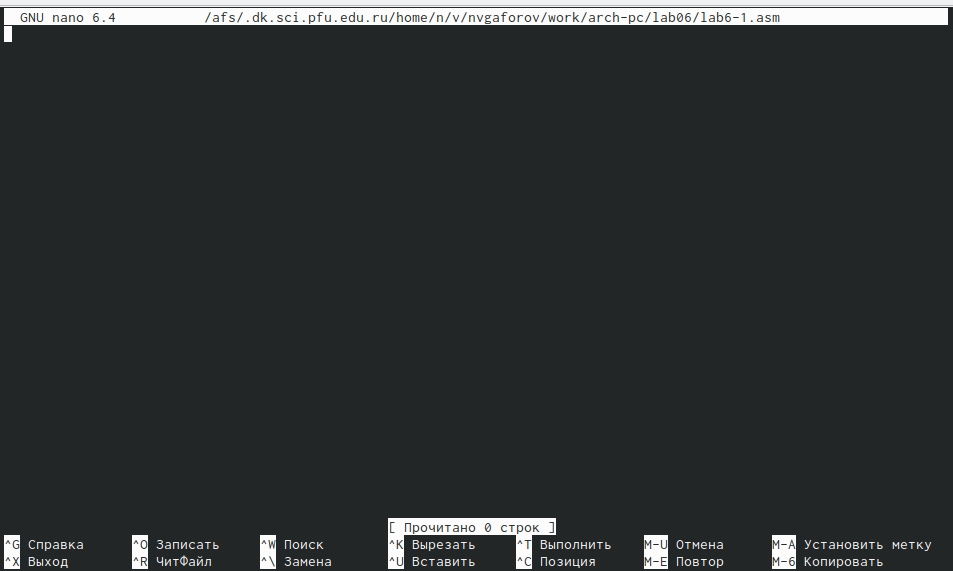 GNU nano 6.4 /afs/.dk.sci.pfu.edu.ru/home/n/v/nvgaforov/work/arch-pc/lab06/lab6-1.asm
[ Прочитано 0 строк ]
^G Справка ^O Записать ^W Поиск ^K Вырезать ^T Выполнить M-U Отмена M-A Установить метку
^X Выход ^R ЧитФайл ^\ Замена ^U Вставить ^C Позиция M-E Повтор M-6 Копировать